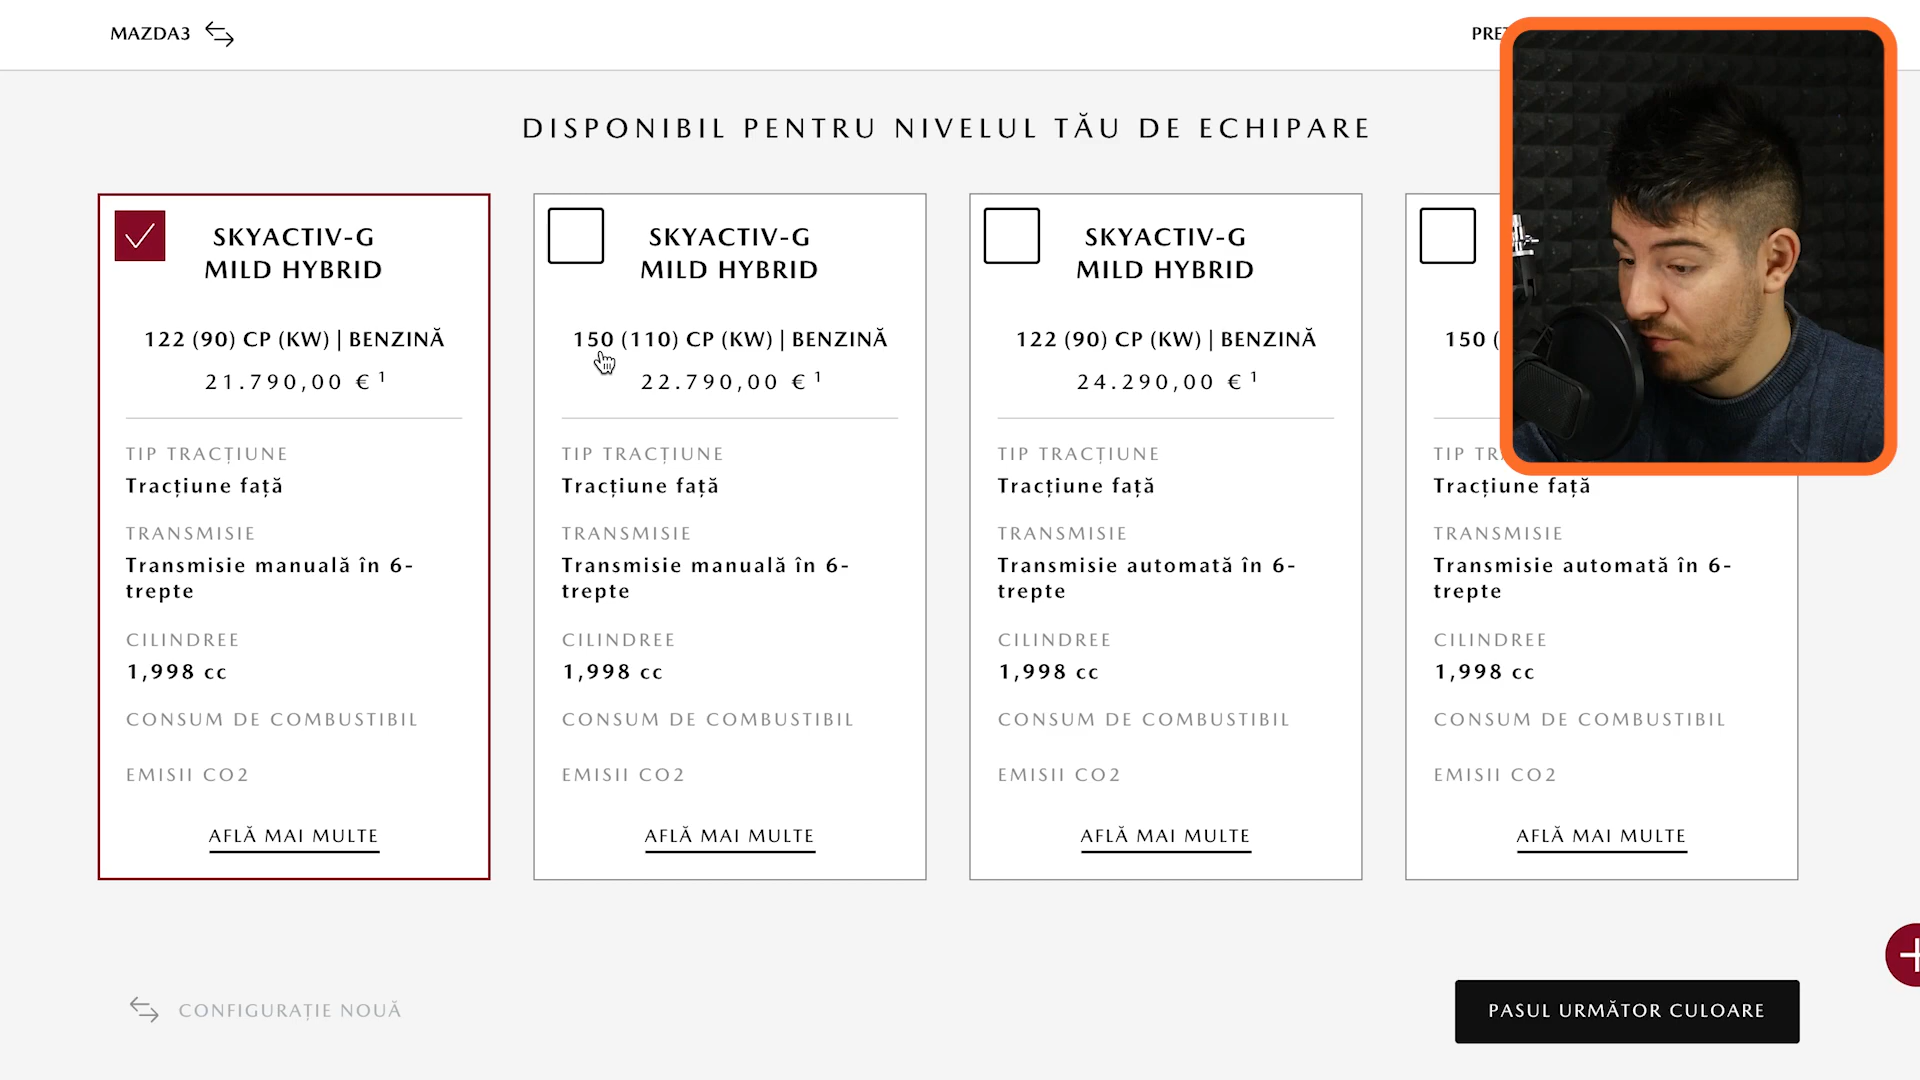 MAZDA3
DISPONIBIL PENTRU NIVELUL TĂU DE ECHIPARE
SKYACTIV-G
MILD HYBRID
122 (90) CP (KW) | BENZINĂ
21.790,00 € 1
TIP TRACȚIUNE
Tracțiune față
TRANSMISIE
Transmisie manuală în 6-
trepte
CILINDREE
1,998 cc
CONSUM DE COMBUSTIBIL
EMISII CO2
AFLĂ MAI MULTE
SKYACTIV-G
MILD HYBRID
150 (110) CP (KW) | BENZINĂ
22.790,00 € 1
TIP TRACȚIUNE
Tracțiune față
TRANSMISIE
Transmisie manuală în 6-
trepte
CILINDREE
1,998 cc
CONSUM DE COMBUSTIBIL
EMISII CO2
AFLĂ MAI MULTE
SKYACTIV-G
MILD HYBRID
122 (90) CP (KW) | BENZINĂ
24.290,00 € 1
TIP TRACȚIUNE
Tracțiune față
TRANSMISIE
Transmisie automată în 6-
trepte
CILINDREE
1,998 cc
CONSUM DE COMBUSTIBIL
EMISII CO2
AFLĂ MAI MULTE
150
TIP
Tracțiune față
TRANSMISIE
Transmisie automată în 6-
trepte
CILINDREE
1,998 cc
CONSUM DE COMBUSTIBIL
EMISII CO2
AFLĂ MAI MULTE
CONFIGURAȚIE NOUĂ
PASUL URMĂTOR CULOARE